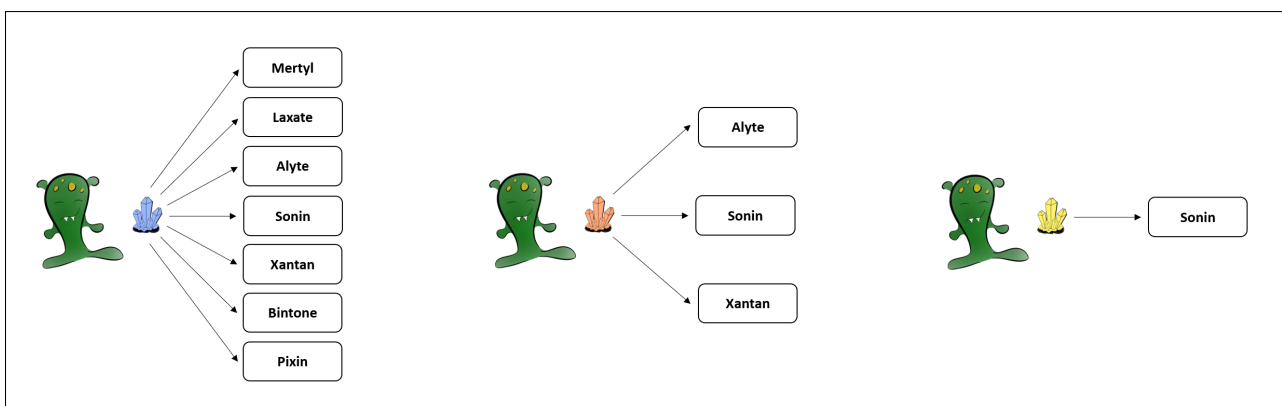 Mertyl
Laxate
Alyte
Sonin
Xantan
Bintone
Pixin
Alyte
Sonin
Xantan
Sonin